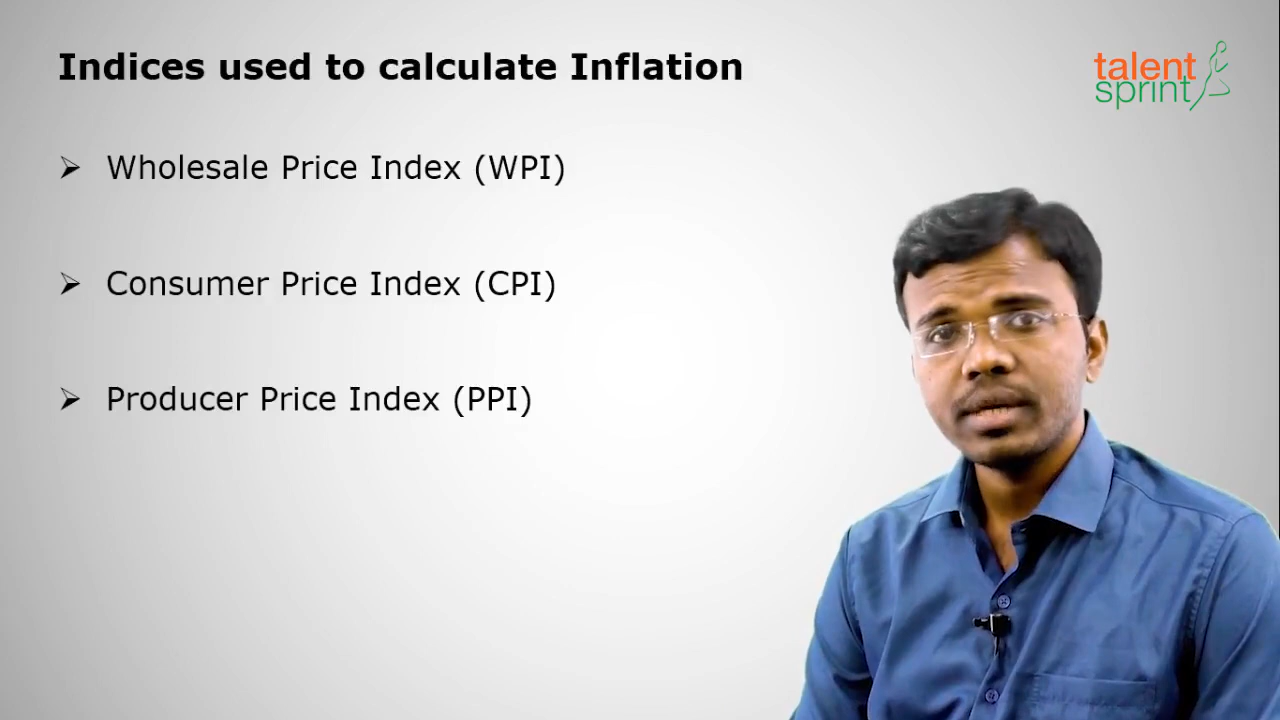 Indices used to calculate Inflation
talent
sprint
➢ Wholesale Price Index (WPI)
➢ Consumer Price Index (CPI)
➢ Producer Price Index (PPI)